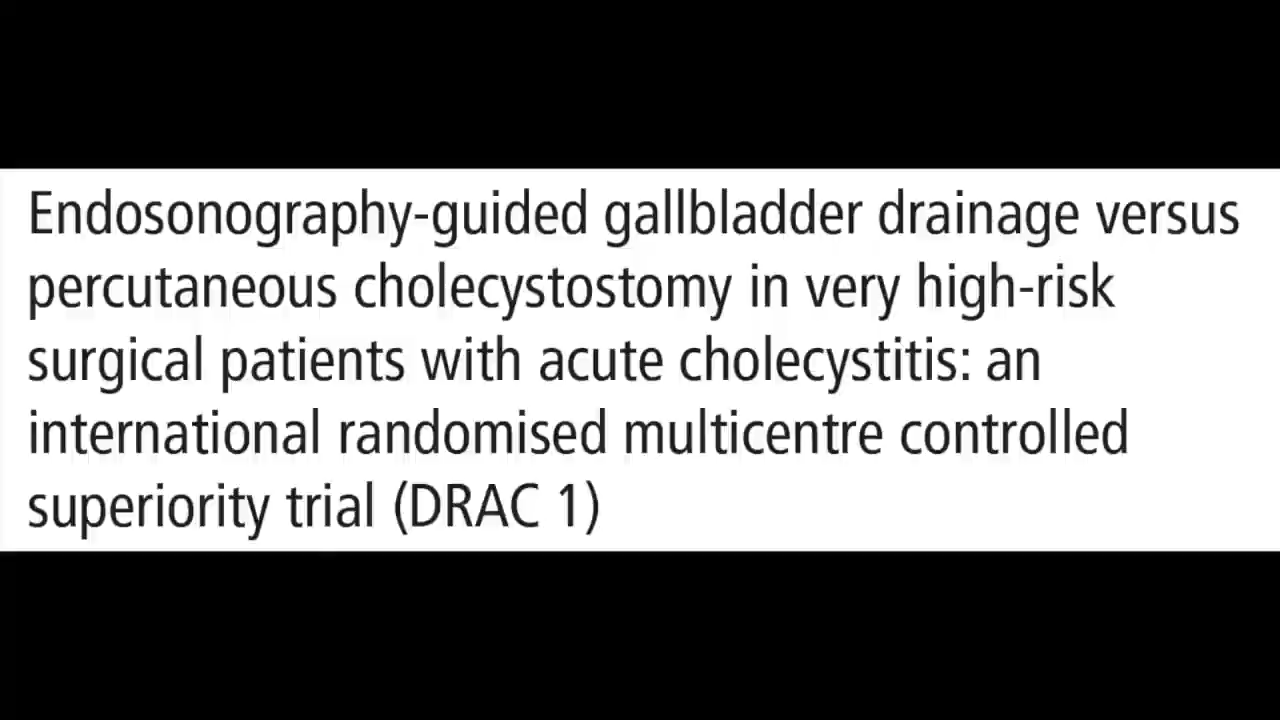 Endosonography-guided gallbladder drainage versus
percutaneous cholecystostomy in very high-risk
surgical patients with acute cholecystitis: an
international randomised multicentre controlled
superiority trial (DRAC 1)